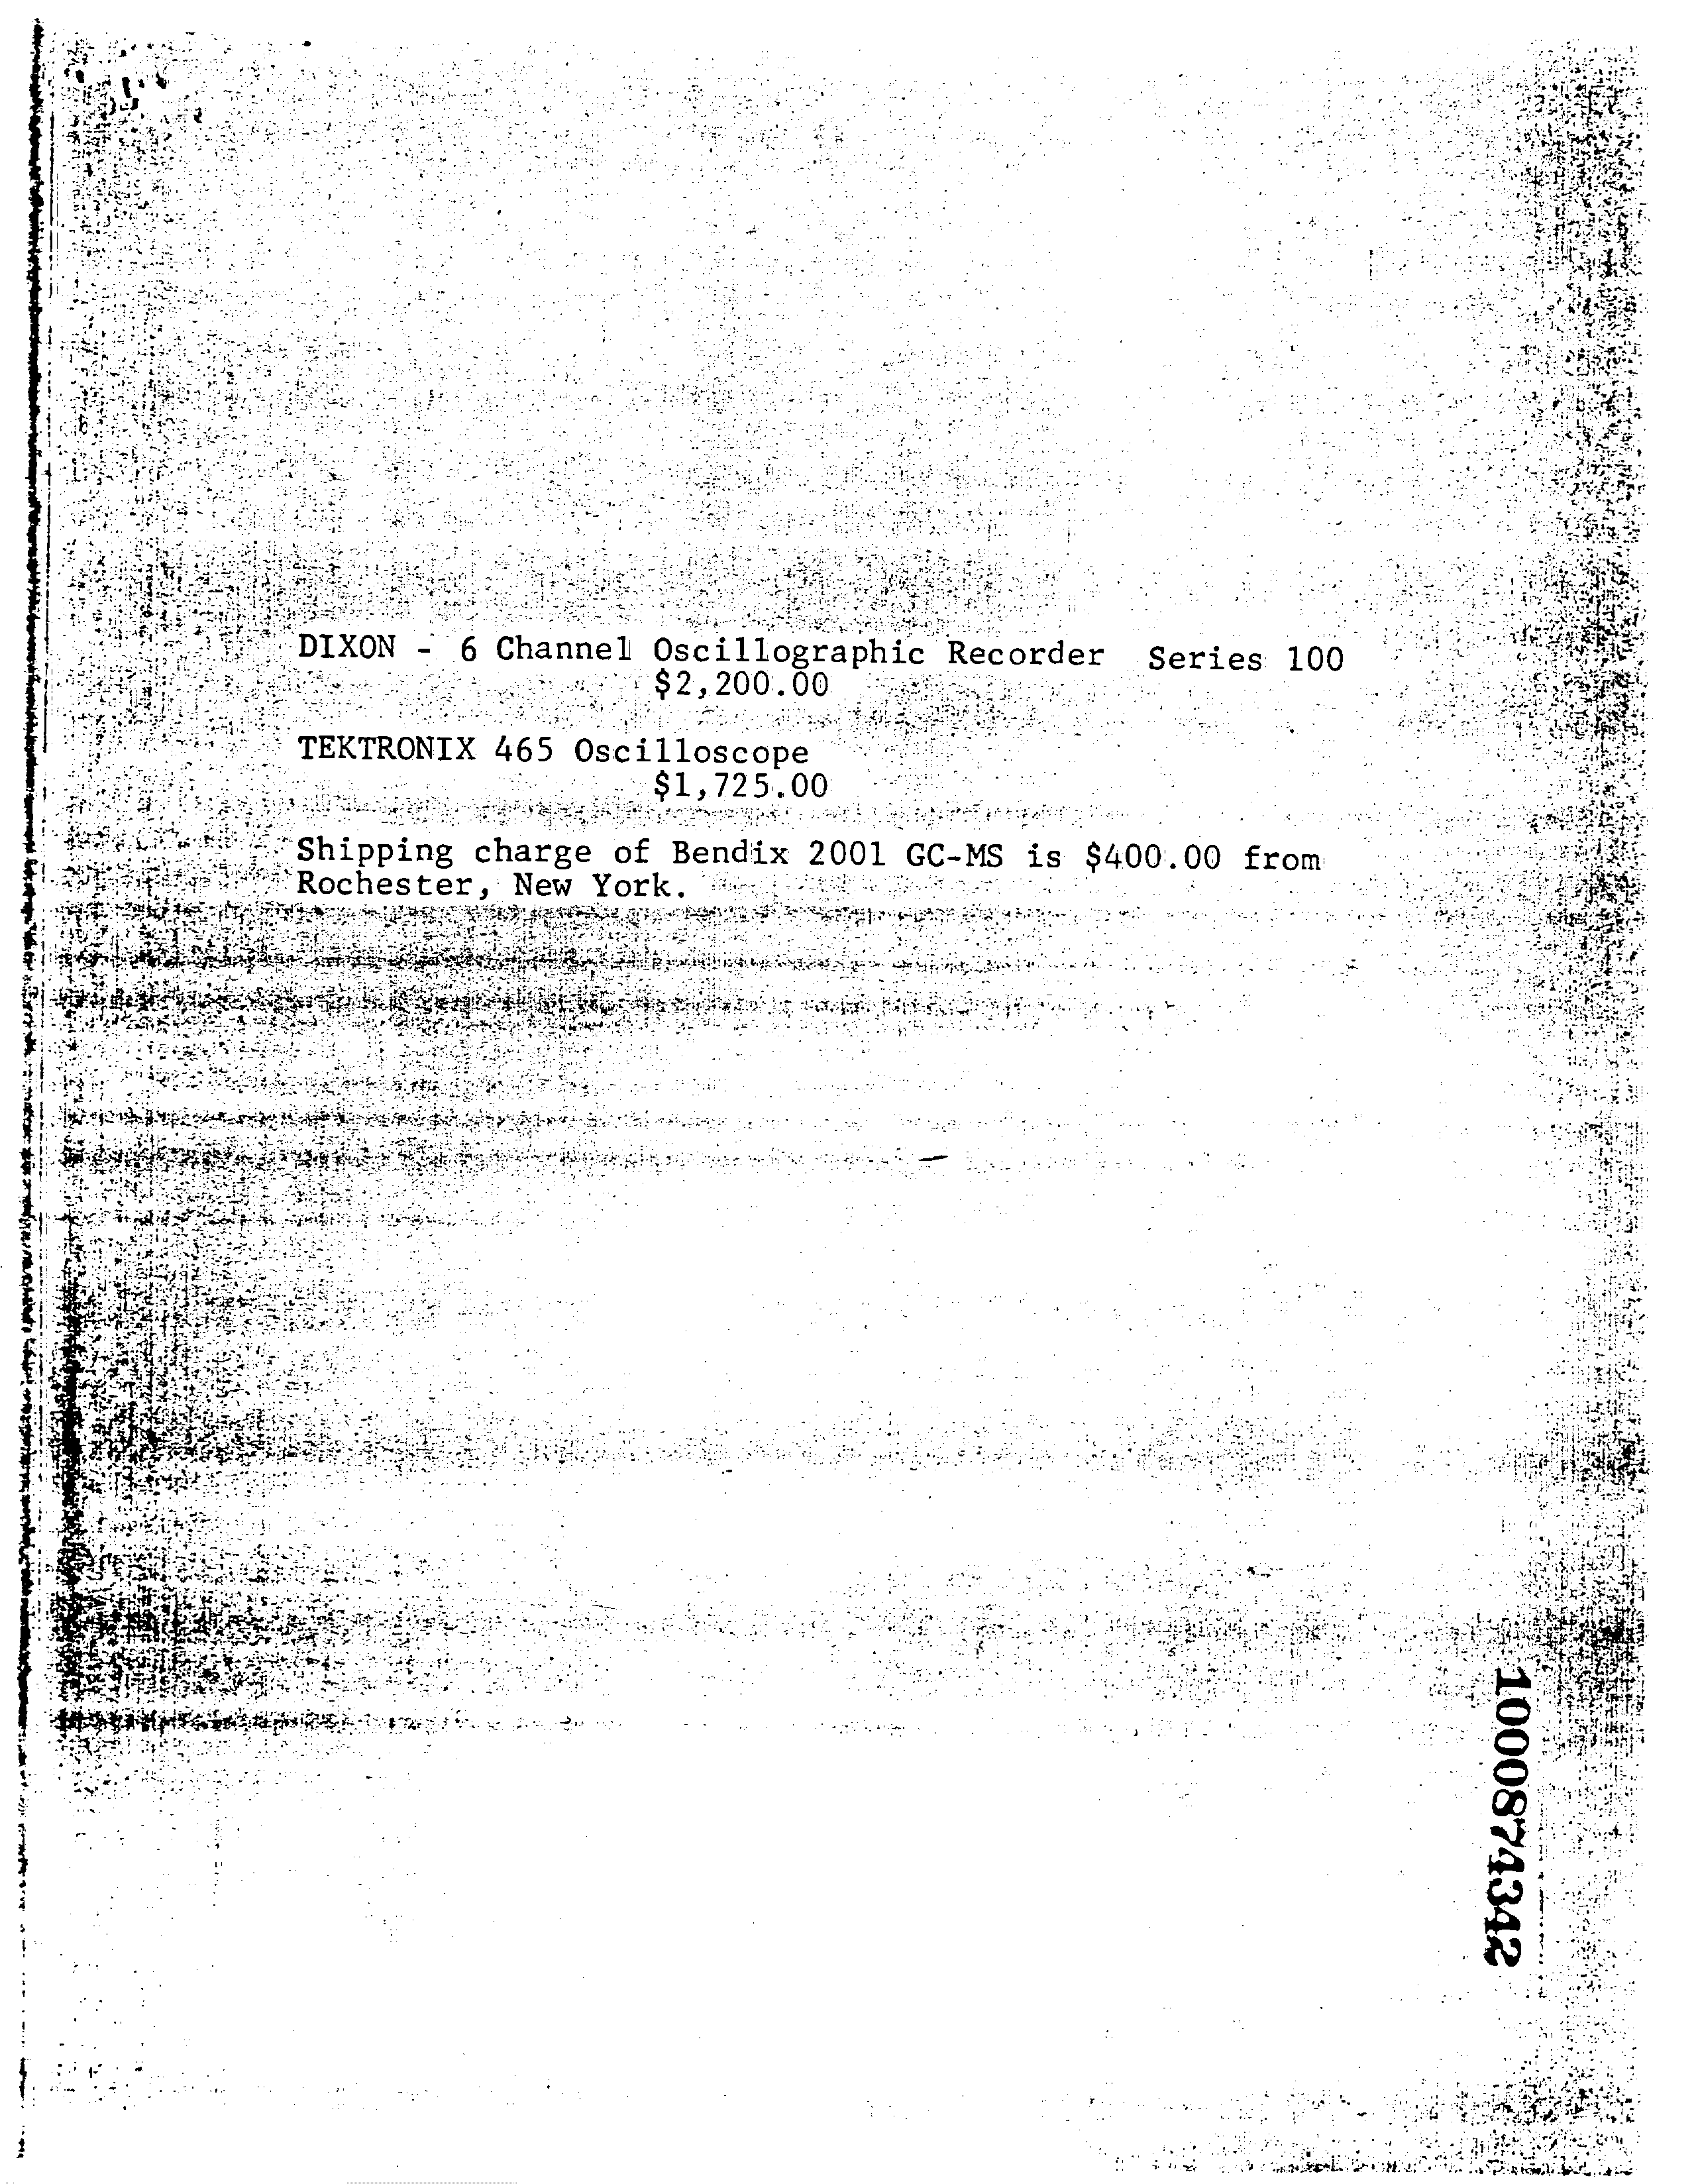 DIXON - 6 Channel Oscillographic Recorder Series 100
$2,200.00
TEKTRONIX 465 Oscilloscope
$1,725.00
Shipping charge of Bendix 2001 GC-MS is $400.00 from
Rochester, New York.
1000874342